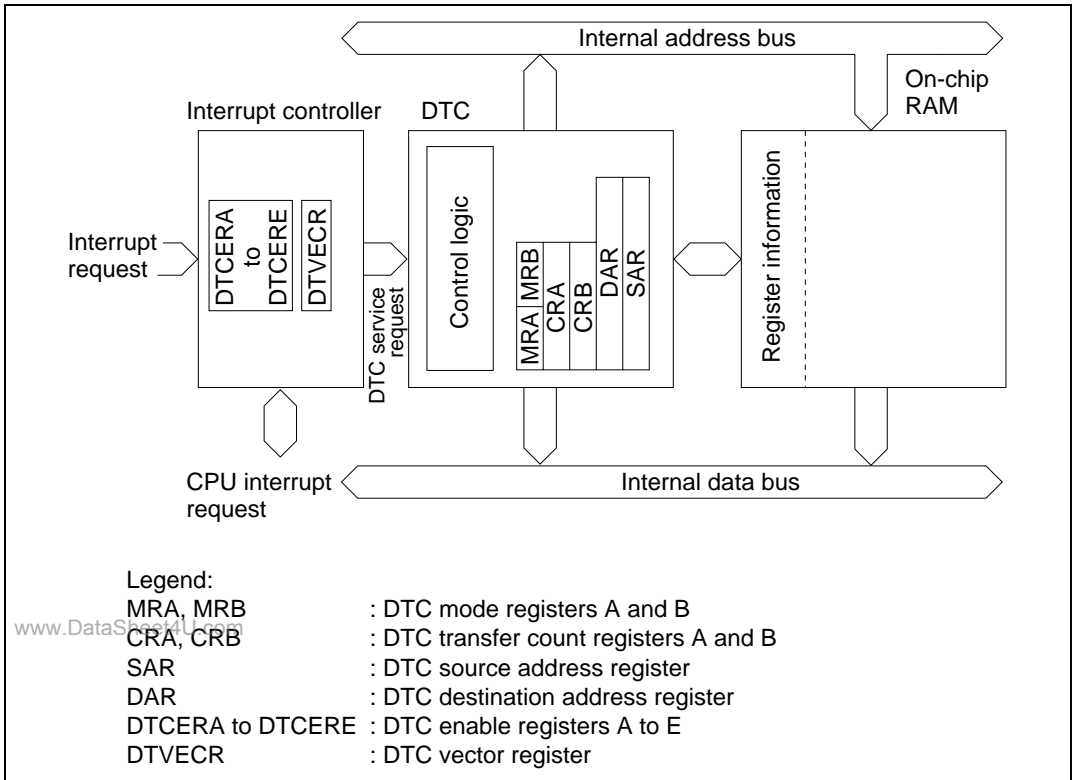 Internal address bus
On-chip
RAM
Interrupt controller
DTC
Interrupt
request
DTCERA
to
DTCERE
DTVECR
DTC service
request
Control logic
MRA
MRB
CRA
CRB
DAR
SAR
Register information
CPU interrupt
request
Internal data bus
Legend:
MRA, MRB : DTC mode registers A and B
www.DataSheet4U.com
CRA, CRB : DTC transfer count registers A and B
SAR : DTC source address register
DAR : DTC destination address register
DTCERA to DTCERE : DTC enable registers A to E
DTVECR : DTC vector register